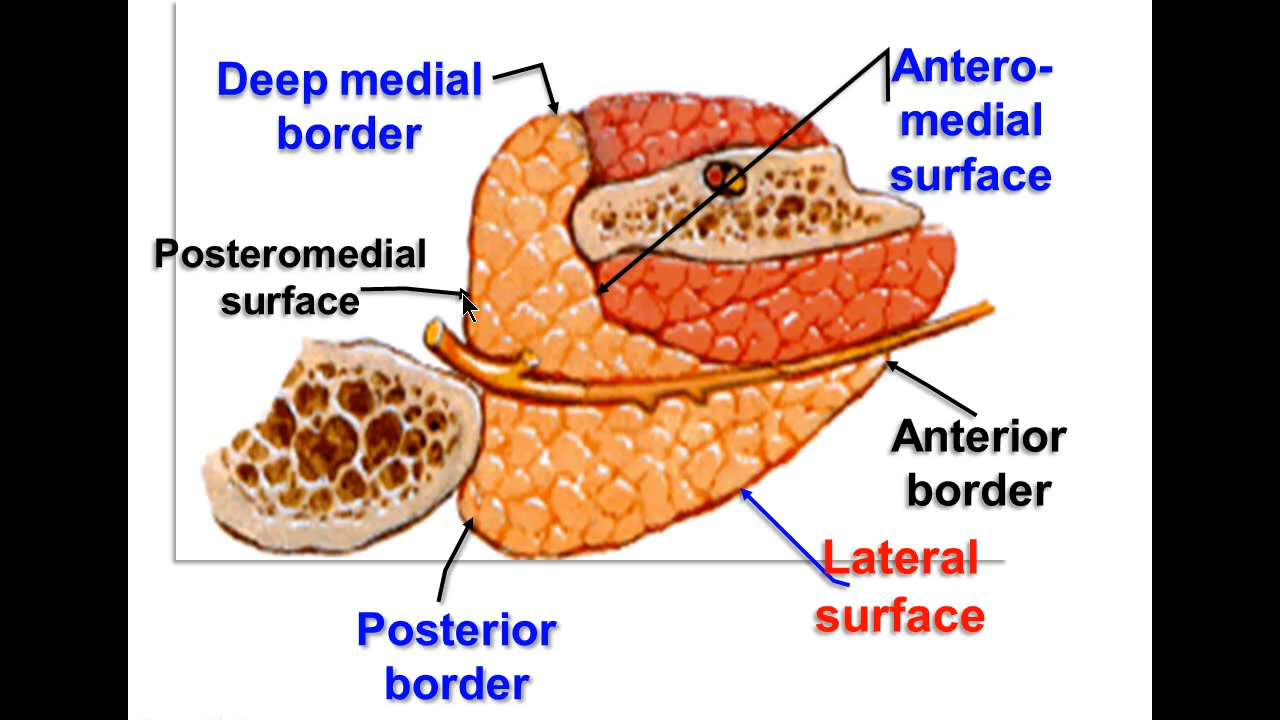 Deep medial
border
Antero-
medial
surface
Posteromedial
surface
Anterior
border
Lateral
surface
Posterior
border